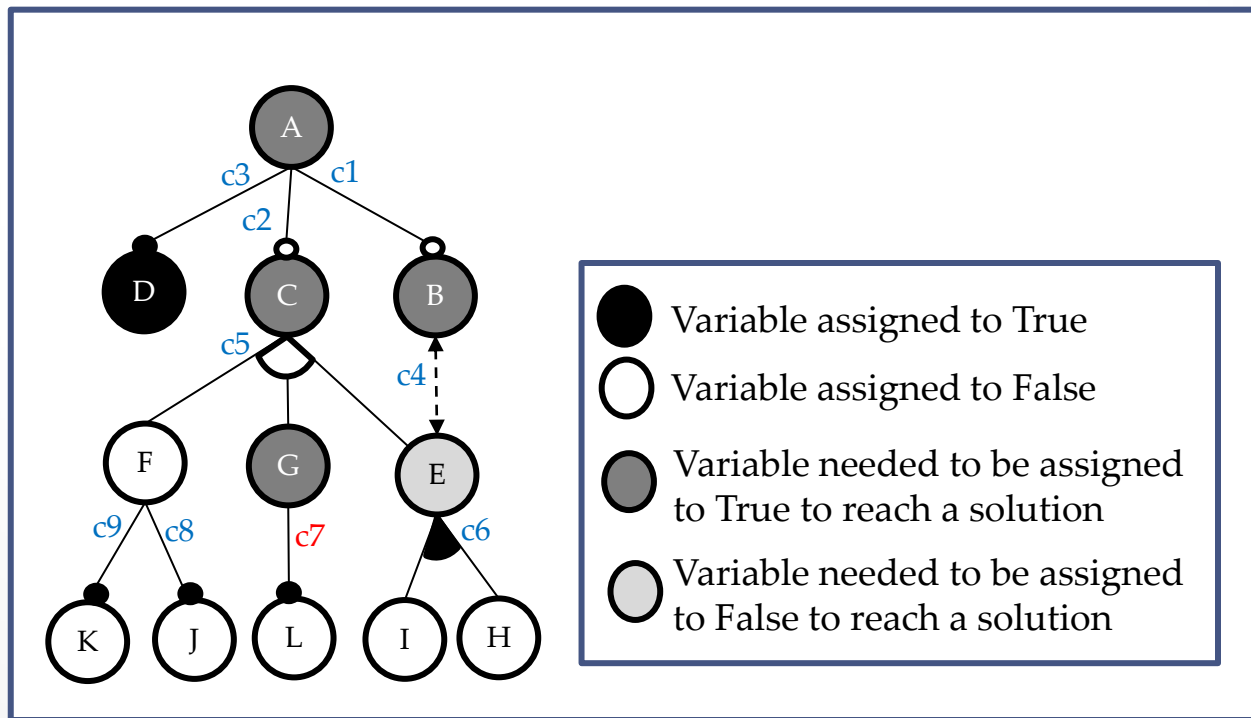 A
c3
c1
c2
D
C
B
c5
c4
F
G
E
c9
c8
c7
c6
K
J
L
I
H
Variable assigned to True
Variable assigned to False
Variable needed to be assigned
to True to reach a solution
Variable needed to be assigned
to False to reach a solution